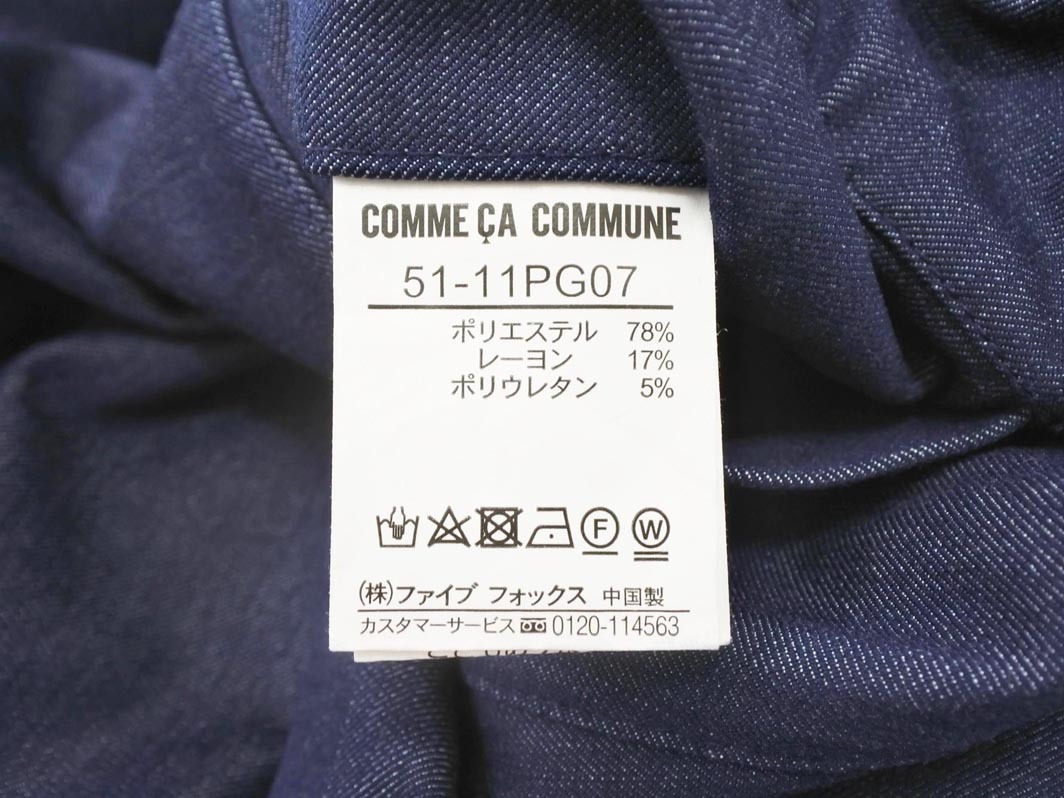 COMME ÇA COMMUNE
51-11PG07
ポリエステル 78%
レーヨン 17%
ポリウレタン 5%
F W
(株)ファイブ フォックス 中国製
カスタマーサービス 0120-114563